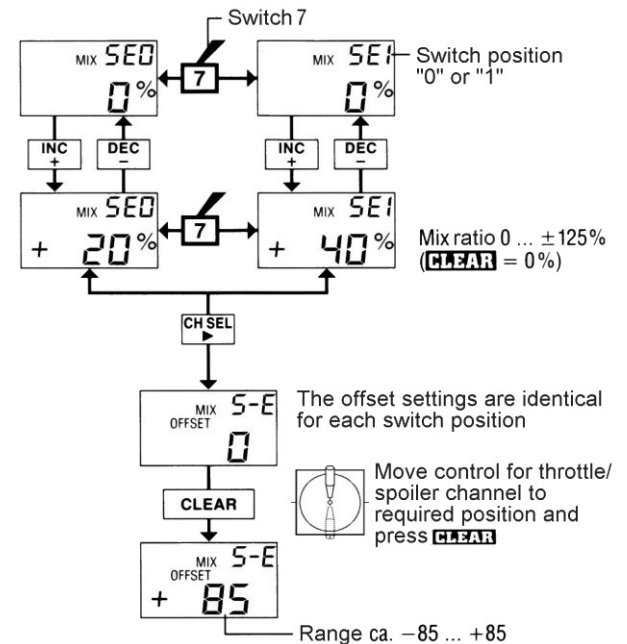 Switch 7
MIX SE0
0%
7
MIX SE1
0%
Switch position
"0" or "1"
INC
+
DEC
−
INC
+
DEC
−
MIX SE0
+ 20%
7
MIX SE1
+ 40%
Mix ratio 0 ... ±125%
(CLEAR = 0%)
CH SEL
▶
MIX S-E
OFFSET
0
The offset settings are identical
for each switch position
CLEAR
Move control for throttle/
spoiler channel to
required position and
press CLEAR
MIX S-E
OFFSET
+ 85
Range ca. −85 ... +85